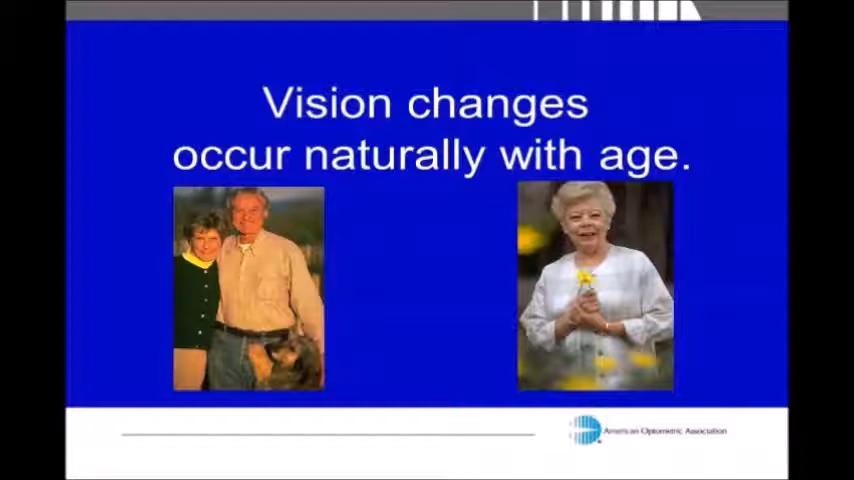 Vision changes
occur naturally with age.
American Optometric Association